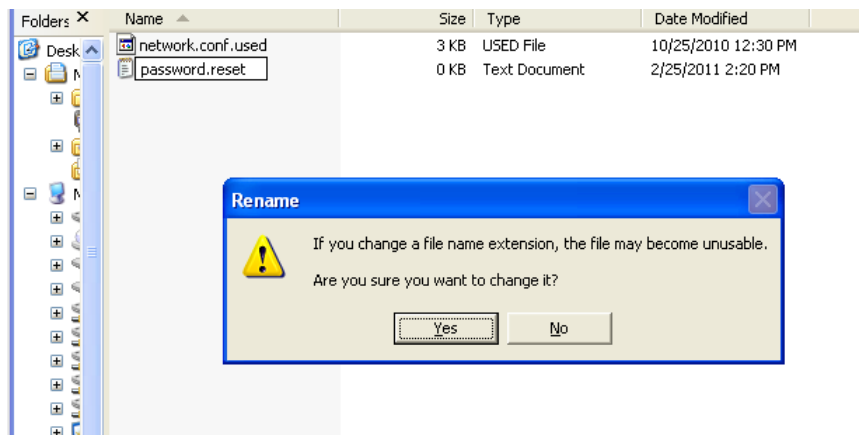 Folders X Name Size Type Date Modified
Desk network.conf.used 3 KB USED File 10/25/2010 12:30 PM
password.reset 0 KB Text Document 2/25/2011 2:20 PM
Rename
If you change a file name extension, the file may become unusable.
Are you sure you want to change it?
Yes No